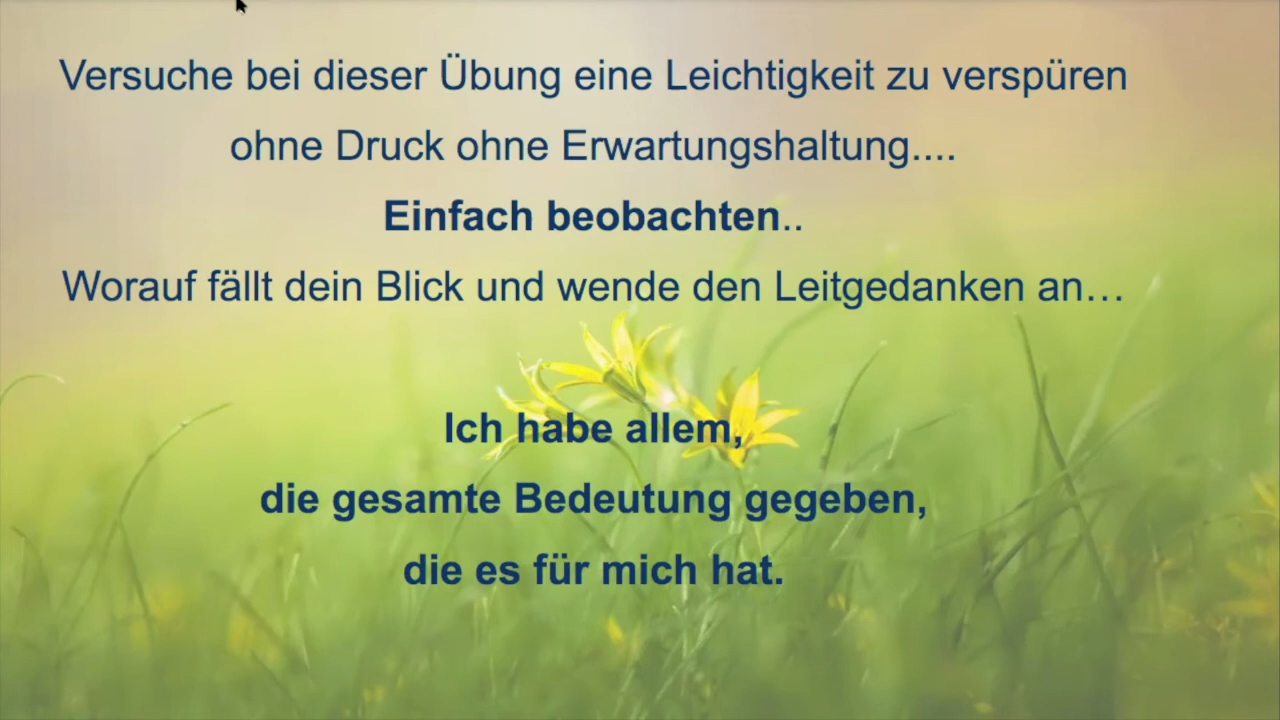 Versuche bei dieser Übung eine Leichtigkeit zu verspüren
ohne Druck ohne Erwartungshaltung....
Einfach beobachten..
Worauf fällt dein Blick und wende den Leitgedanken an…
Ich habe allem,
die gesamte Bedeutung gegeben,
die es für mich hat.